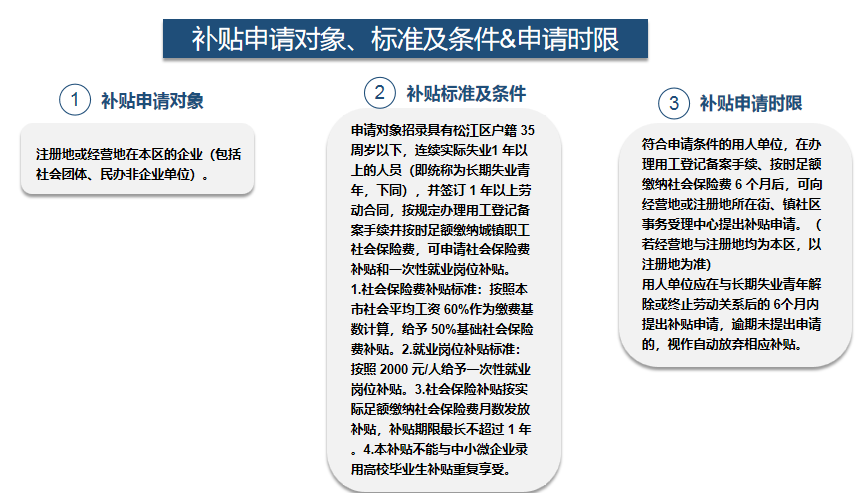 补贴申请对象、标准及条件&申请时限
1 补贴申请对象
注册地或经营地在本区的企业（包括
社会团体、民办非企业单位）。
2 补贴标准及条件
申请对象招录具有松江区户籍 35
周岁以下，连续实际失业1 年以
上的人员（即统称为长期失业青
年，下同），并签订 1 年以上劳
动合同，按规定办理用工登记备
案手续并按时足额缴纳城镇职工
社会保险费，可申请社会保险费
补贴和一次性就业岗位补贴。
1.社会保险费补贴标准：按照本
市社会平均工资 60%作为缴费基
数计算，给予 50%基础社会保险
费补贴。2.就业岗位补贴标准：
按照 2000 元/人给予一次性就业
岗位补贴。3.社会保险补贴按实
际足额缴纳社会保险费月数发放
补贴，补贴期限最长不超过 1 年
。4.本补贴不能与中小微企业录
用高校毕业生补贴重复享受。
3 补贴申请时限
符合申请条件的用人单位，在办
理用工登记备案手续、按时足额
缴纳社会保险费 6 个月后，可向
经营地或注册地所在街、镇社区
事务受理中心提出补贴申请。（
若经营地与注册地均为本区，以
注册地为准）
用人单位应在与长期失业青年解
除或终止劳动关系后的 6个月内
提出补贴申请，逾期未提出申请
的，视作自动放弃相应补贴。